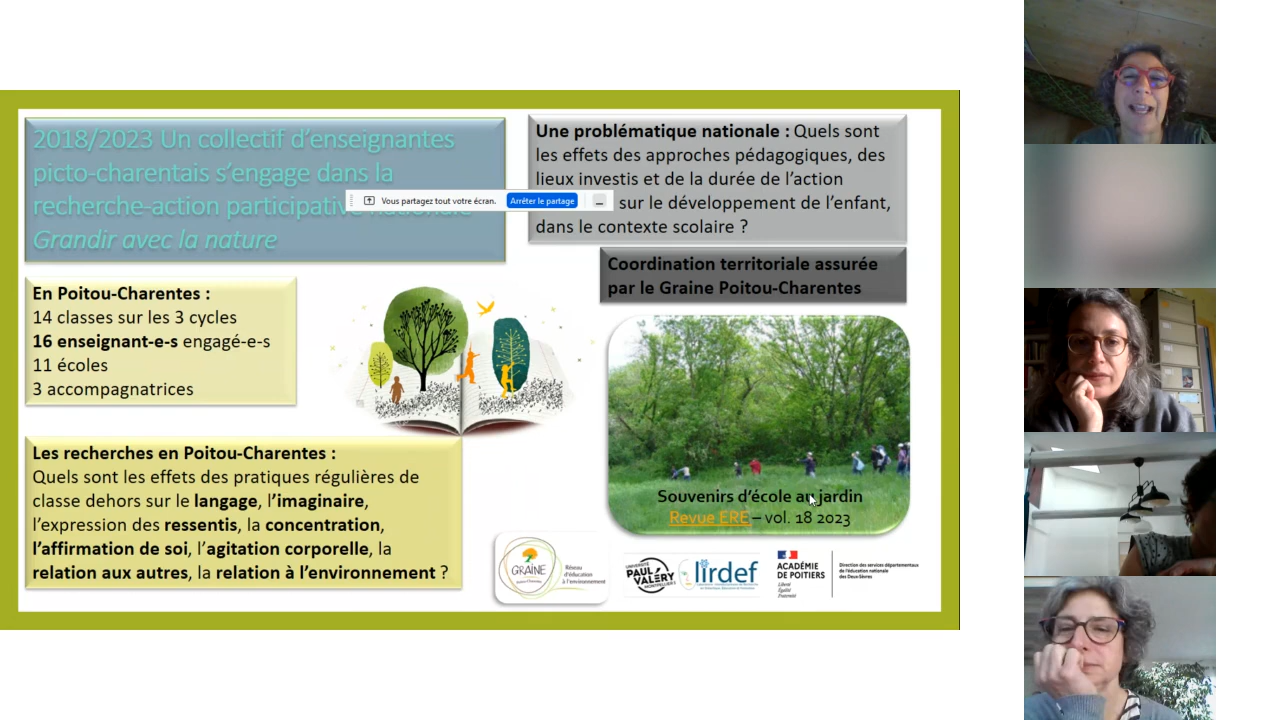 2018/2023 Un collectif d'enseignantes
picto-charentais s'engage dans la
recherche-action participative nationale
Grandir avec la nature
Vous partagez tout votre écran.
Arrêter le partage
Une problématique nationale : Quels sont
les effets des approches pédagogiques, des
lieux investis et de la durée de l'action
sur le développement de l'enfant,
dans le contexte scolaire ?
Coordination territoriale assurée
par le Graine Poitou-Charentes
En Poitou-Charentes :
14 classes sur les 3 cycles
16 enseignant-e-s engagé-e-s
11 écoles
3 accompagnatrices
Les recherches en Poitou-Charentes :
Quels sont les effets des pratiques régulières de
classe dehors sur le langage, l'imaginaire,
l'expression des ressentis, la concentration,
l'affirmation de soi, l'agitation corporelle, la
relation aux autres, la relation à l'environnement ?
Souvenirs d'école au jardin
Revue ERE – vol. 18 2023
GRAINE
Poitou-Charentes
Réseau
d'éducation
à l'environnement
UNIVERSITÉ
PAUL
VALÉRY
MONTPELLIER
lirdef
ACADÉMIE
DE POITIERS
Liberté
Égalité
Fraternité
Direction des services départementaux
de l'éducation nationale
des Deux-Sèvres